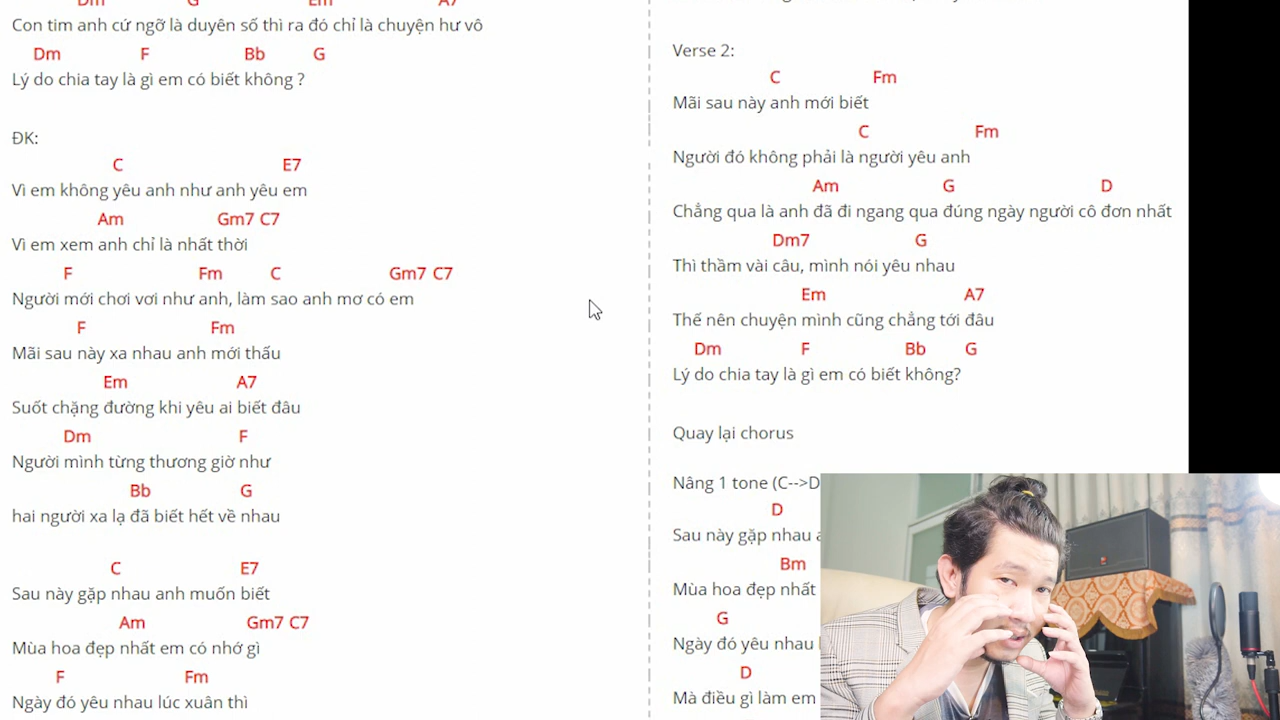 Dm G Em A7
Con tim anh cứ ngỡ là duyên số thì ra đó chỉ là chuyện hư vô
Dm F Bb G
Lý do chia tay là gì em có biết không ?
ĐK:
C E7
Vì em không yêu anh như anh yêu em
Am Gm7 C7
Vì em xem anh chỉ là nhất thời
F Fm C Gm7 C7
Người mới chơi vơi như anh, làm sao anh mơ có em
F Fm
Mãi sau này xa nhau anh mới thấu
Em A7
Suốt chặng đường khi yêu ai biết đâu
Dm F
Người mình từng thương giờ như
Bb G
hai người xa lạ đã biết hết về nhau
C E7
Sau này gặp nhau anh muốn biết
Am Gm7 C7
Mùa hoa đẹp nhất em có nhớ gì
F Fm
Ngày đó yêu nhau lúc xuân thì
Verse 2:
C Fm
Mãi sau này anh mới biết
C Fm
Người đó không phải là người yêu anh
Am G D
Chẳng qua là anh đã đi ngang qua đúng ngày người cô đơn nhất
Dm7 G
Thì thầm vài câu, mình nói yêu nhau
Em A7
Thế nên chuyện mình cũng chẳng tới đâu
Dm F Bb G
Lý do chia tay là gì em có biết không?
Quay lại chorus
Nâng 1 tone (C-->D
D
Sau này gặp nhau
Bm
Mùa hoa đẹp nhất
G
Ngày đó yêu nhau
D
Mà điều gì làm em